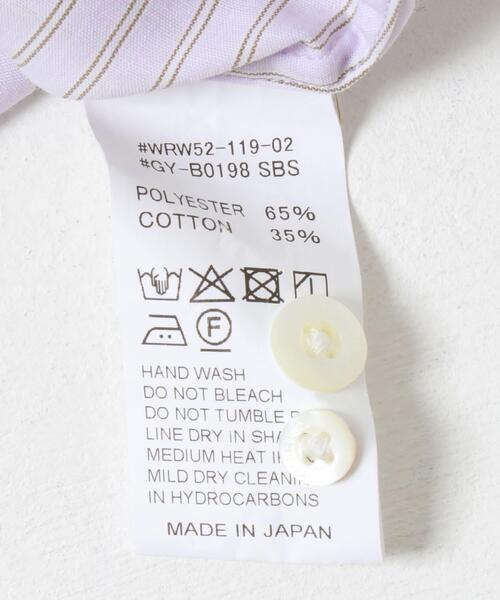 #WRW52-119-02
#GY-B0198 SBS
POLYESTER 65%
COTTON 35%
F
HAND WASH
DO NOT BLEACH
DO NOT TUMBLE
LINE DRY IN
MEDIUM HEAT
MILD DRY
IN HYDROCARBONS
MADE IN JAPAN